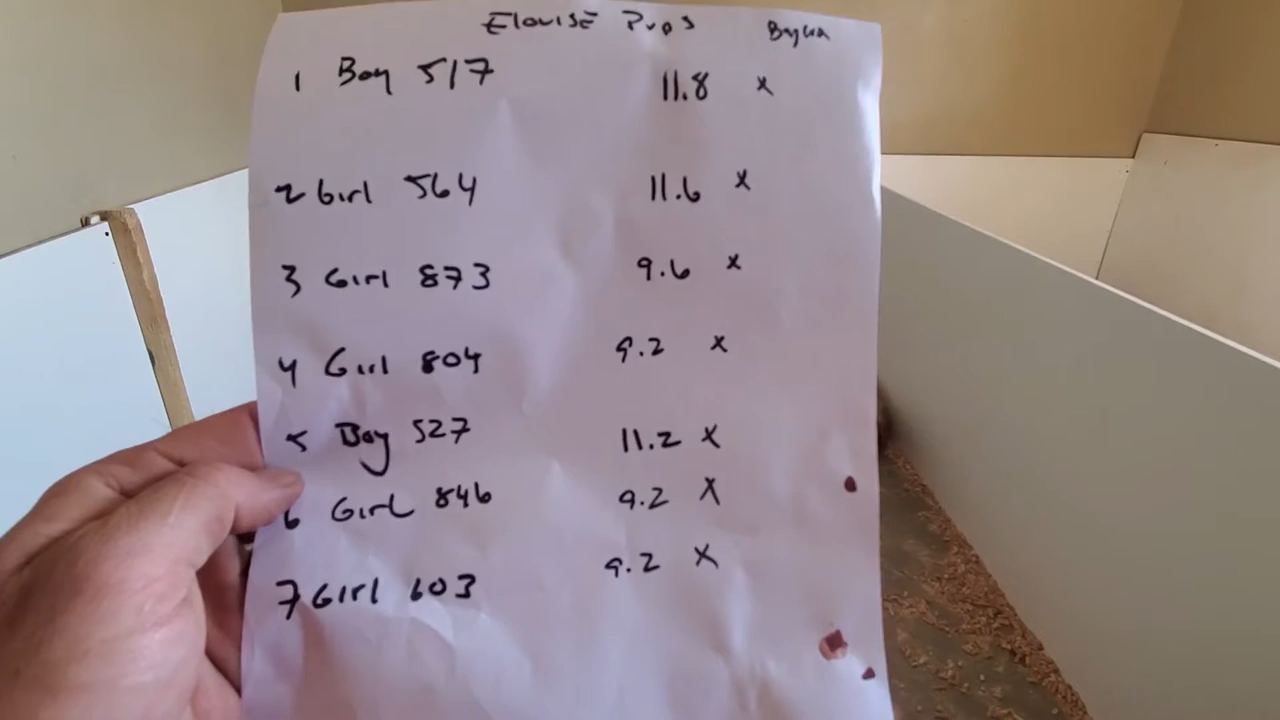 Elouise Pups
1 Boy 517 11.8 x
2 Girl 564 11.6 x
3 Girl 873 9.6 x
4 Girl 804 9.2 x
5 Boy 527 11.2 x
6 Girl 846 9.2 x
7 Girl 603 9.2 x